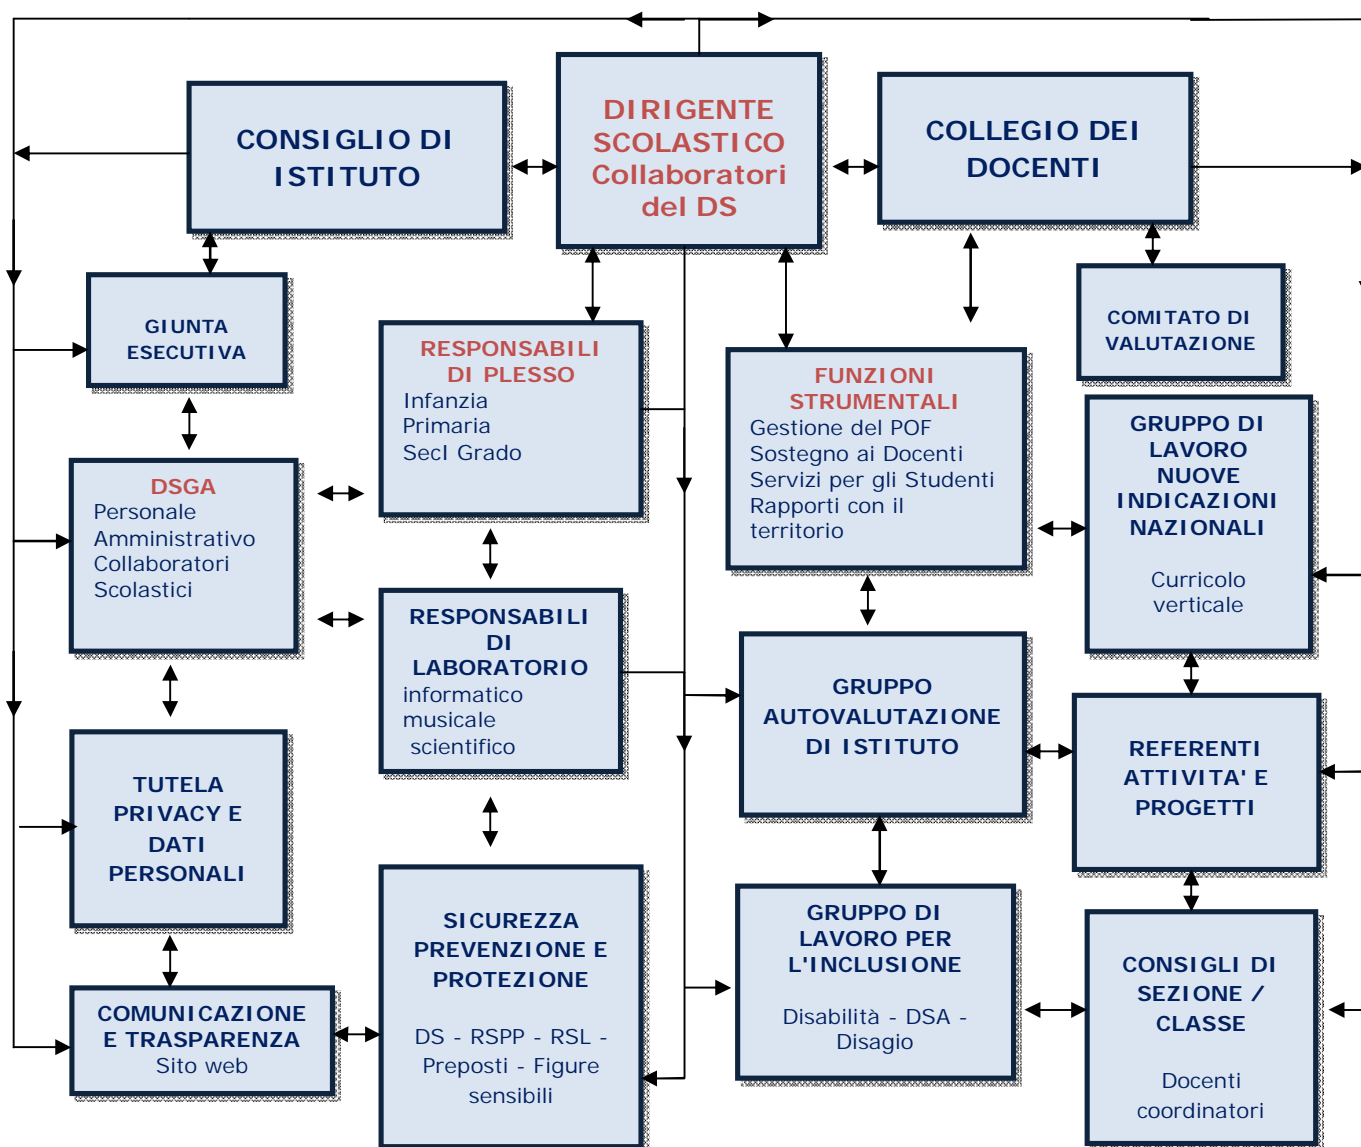 CONSIGLIO DI
ISTITUTO
DIRIGENTE
SCOLASTICO
Collaboratori
del DS
COLLEGIO DEI
DOCENTI
GIUNTA
ESECUTIVA
RESPONSABILI
DI PLESSO
Infanzia
Primaria
SecI Grado
FUNZIONI
STRUMENTALI
Gestione del POF
Sostegno ai Docenti
Servizi per gli Studenti
Rapporti con il
territorio
COMITATO DI
VALUTAZIONE
GRUPPO DI
LAVORO
NUOVE
INDICAZIONI
NAZIONALI
Curricolo
verticale
DSGA
Personale
Amministrativo
Collaboratori
Scolastici
RESPONSABILI
DI
LABORATORIO
informatico
musicale
scientifico
GRUPPO
AUTOVALUTAZIONE
DI ISTITUTO
REFERENTI
ATTIVITA' E
PROGETTI
TUTELA
PRIVACY E
DATI
PERSONALI
SICUREZZA
PREVENZIONE E
PROTEZIONE
DS - RSPP - RSL -
Preposti - Figure
sensibili
GRUPPO DI
LAVORO PER
L'INCLUSIONE
Disabilità - DSA -
Disagio
CONSIGLI DI
SEZIONE /
CLASSE
Docenti
coordinatori
COMUNICAZIONE
E TRASPARENZA
Sito web